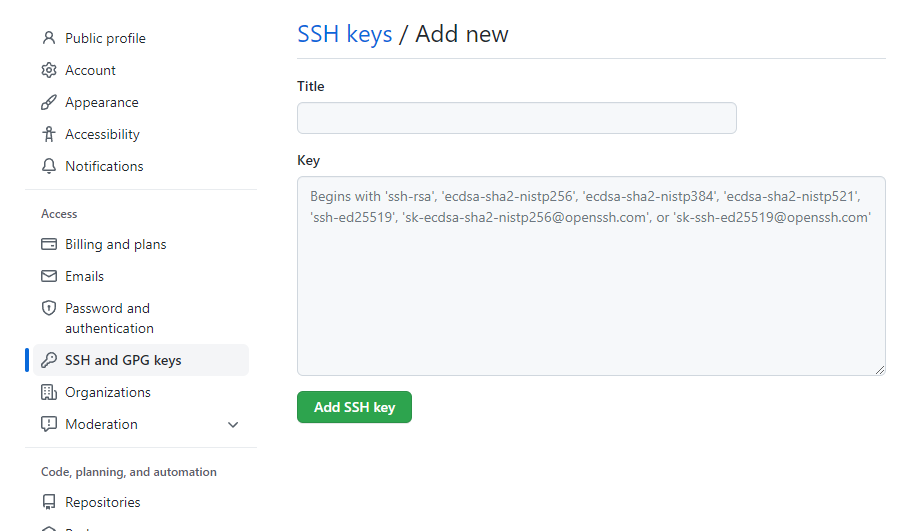 Public profile
Account
Appearance
Accessibility
Notifications
Access
Billing and plans
Emails
Password and
authentication
SSH and GPG keys
Organizations
Moderation
Code, planning, and automation
Repositories
SSH keys / Add new
Title
Key
Begins with 'ssh-rsa', 'ecdsa-sha2-nistp256', 'ecdsa-sha2-nistp384', 'ecdsa-sha2-nistp521',
'ssh-ed25519', 'sk-ecdsa-sha2-nistp256@openssh.com', or 'sk-ssh-ed25519@openssh.com'
Add SSH key